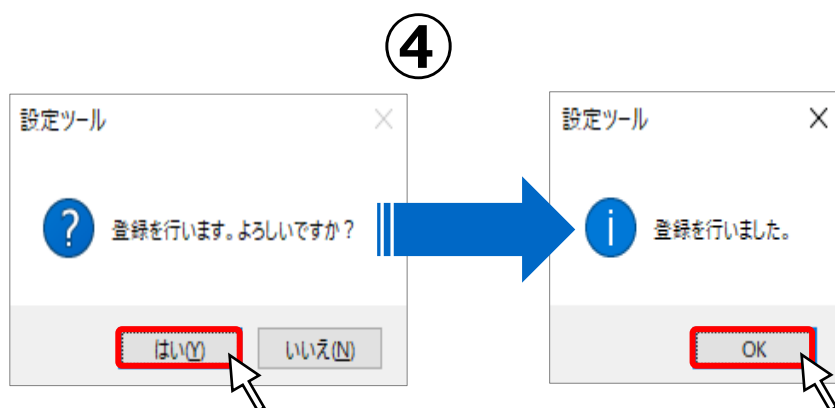 ④
設定ツール
登録を行います。よろしいですか？
はい(Y)
いいえ(N)
設定ツール
登録を行いました。
OK